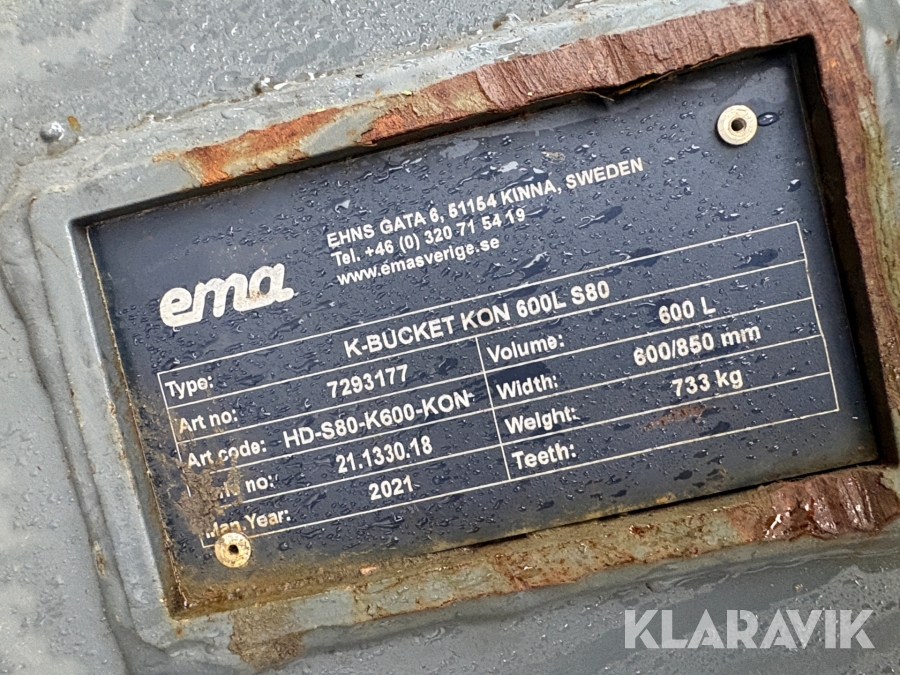 ema
EHNS GATA 6, 51154 KINNA, SWEDEN
Tel. +46 (0) 320 71 54 19
www.emasverige.se
Type: K-BUCKET KON 600L S80
Art no: 7293177 Volume: 600 L
Art code: HD-S80-K600-KON Width: 600/850 mm
no: 21.1330.18 Weight: 733 kg
Man Year: 2021 Teeth:
KLARAVIK